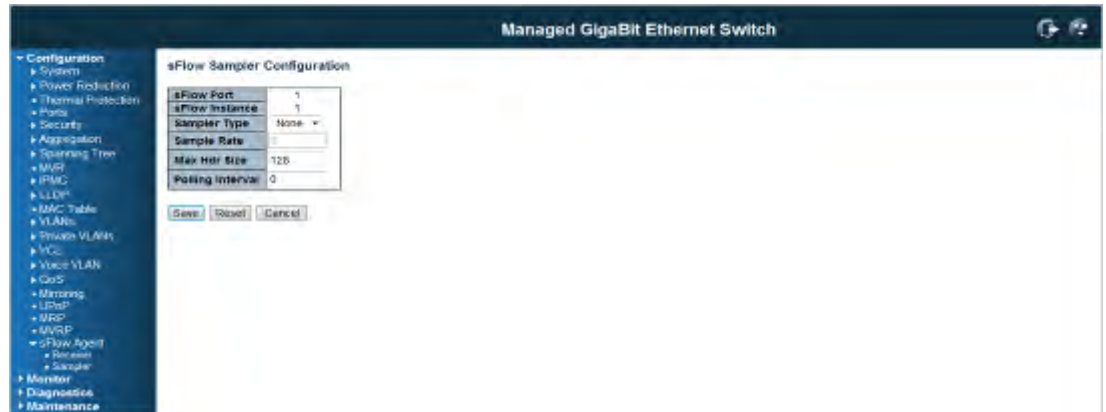 Managed GigaBit Ethernet Switch
Configuration
System
Power Reduction
Thermal Protection
Ports
Security
Aggregation
Spanning Tree
MVR
IPMC
LLDP
MAC Table
VLANs
Private VLANs
VCL
Voice VLAN
QoS
Mirroring
UPnP
MRP
MVRP
sFlow Agent
Receiver
Sampler
Monitor
Diagnostics
Maintenance
sFlow Sampler Configuration
sFlow Port 1
sFlow Instance 1
Sampler Type None
Sample Rate
Max Hdr Size 128
Polling Interval 0
Save Reset Cancel